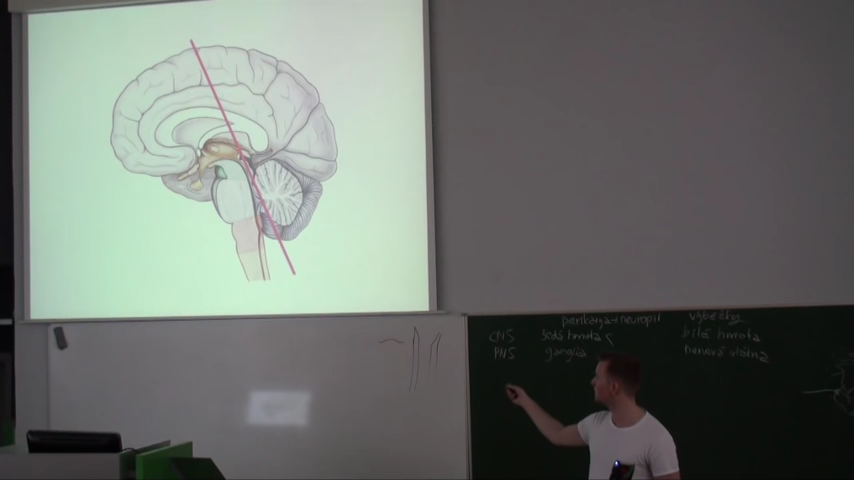 perikarya+neuropil výběžky
CNS šedá hmota bílá hmota
PNS ganglia nervová vlákna